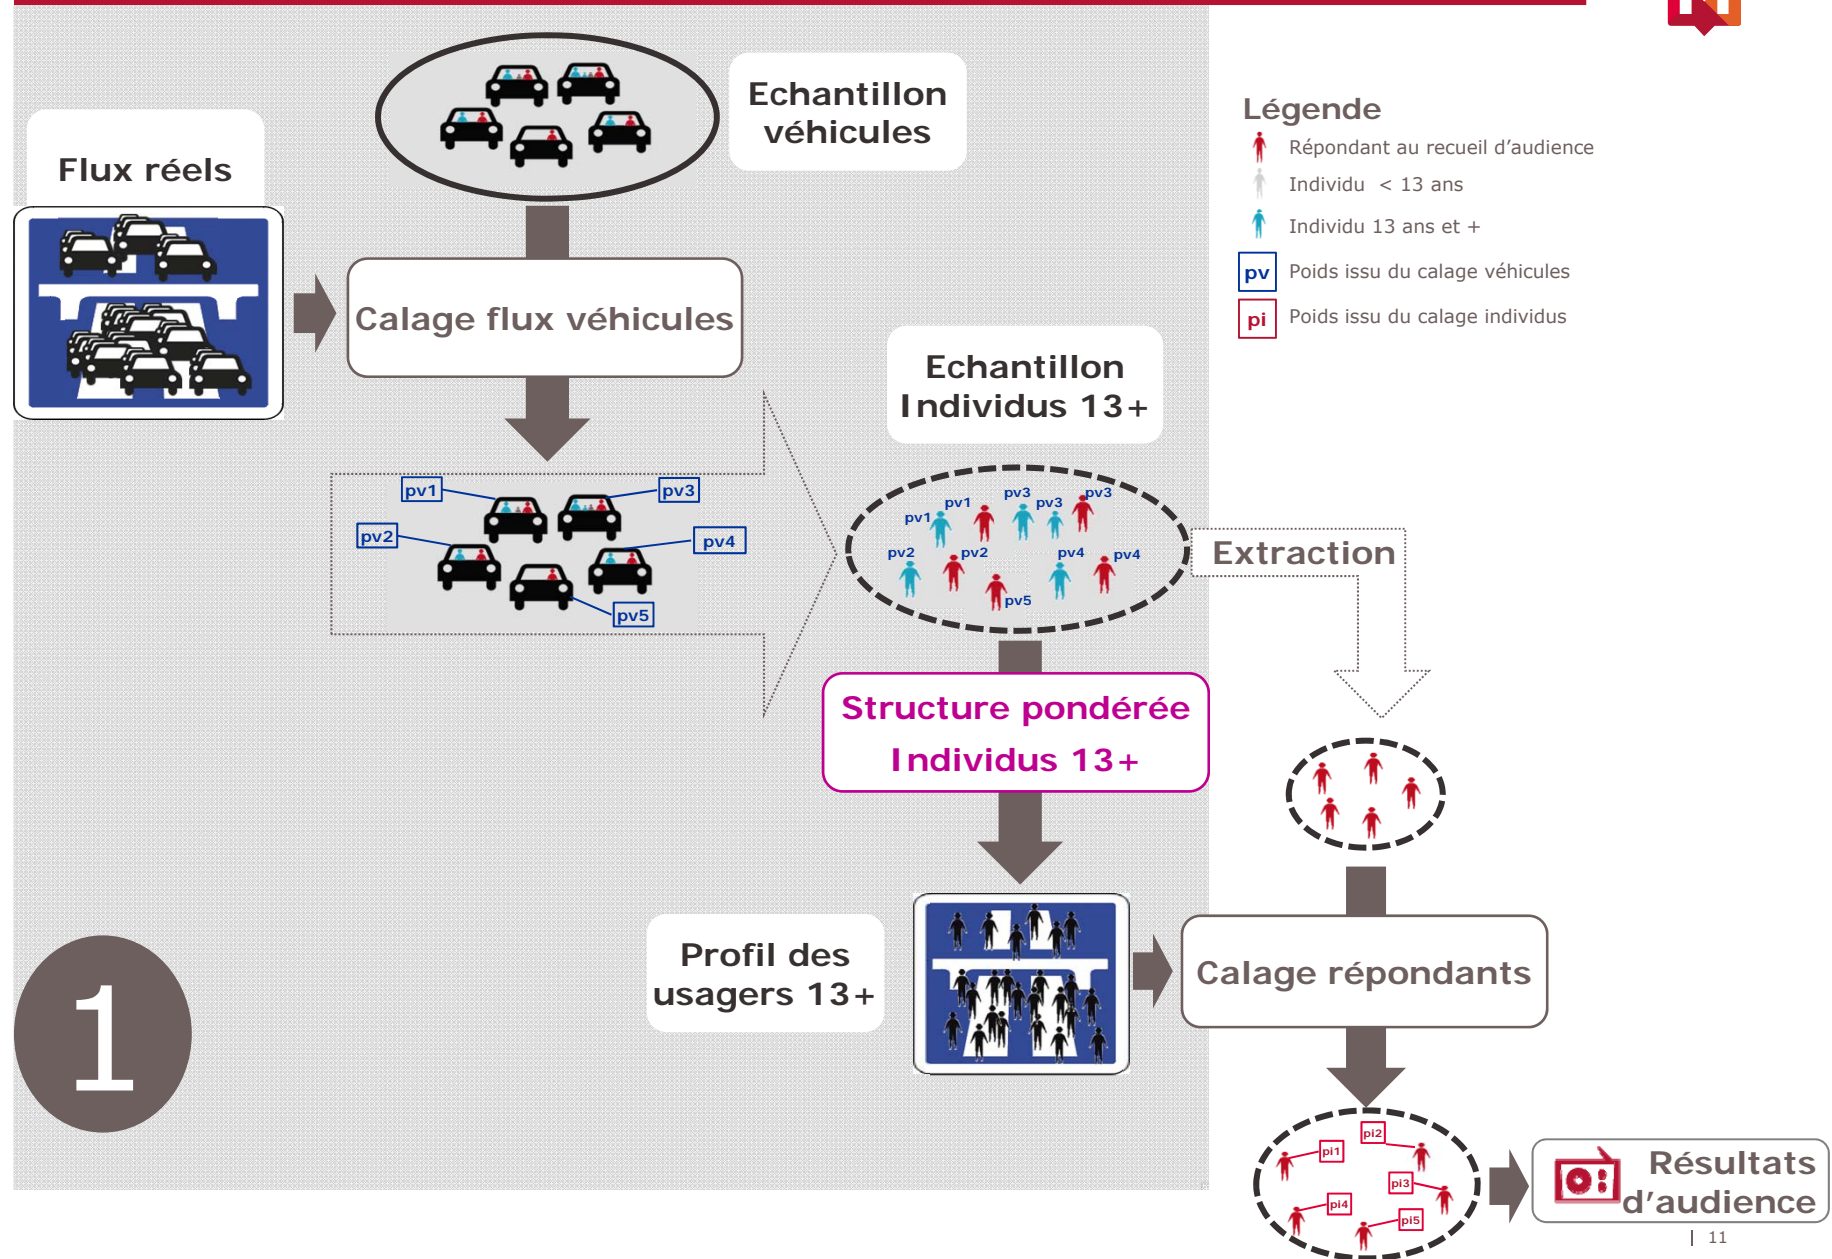 Echantillon
véhicules
Flux réels
Légende
Répondant au recueil d'audience
Individu < 13 ans
Individu 13 ans et +
pv Poids issu du calage véhicules
pi Poids issu du calage individus
Calage flux véhicules
Echantillon
Individus 13+
pv1
pv3
pv2
pv4
pv5
pv1
pv1
pv3
pv3
pv3
pv2
pv2
pv4
pv4
pv5
Extraction
Structure pondérée
Individus 13+
Profil des
usagers 13+
Calage répondants
1
pi1
pi2
pi3
pi4
pi5
Résultats
d'audience
| 11